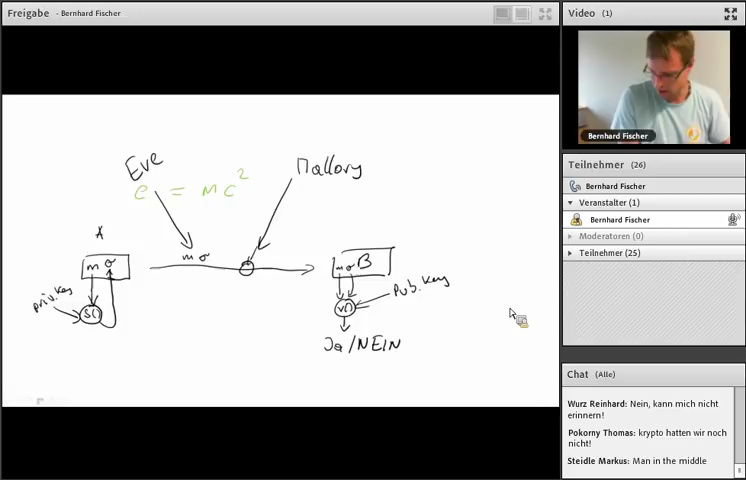 Freigabe - Bernhard Fischer
Video (1)
Bernhard Fischer
Teilnehmer (26)
Bernhard Fischer
Veranstalter (1)
Bernhard Fischer
Moderatoren (0)
Teilnehmer (25)
Chat (Alle)
Wurz Reinhard: Nein, kann mich nicht
erinnern!
Pokorny Thomas: krypto hatten wir noch
nicht!
Steidle Markus: Man in the middle
Eve
Mallory
e = mc²
A
m σ
m σ
m σ B
priv. key
S()
V()
Pub. Key
Ja/NEIN